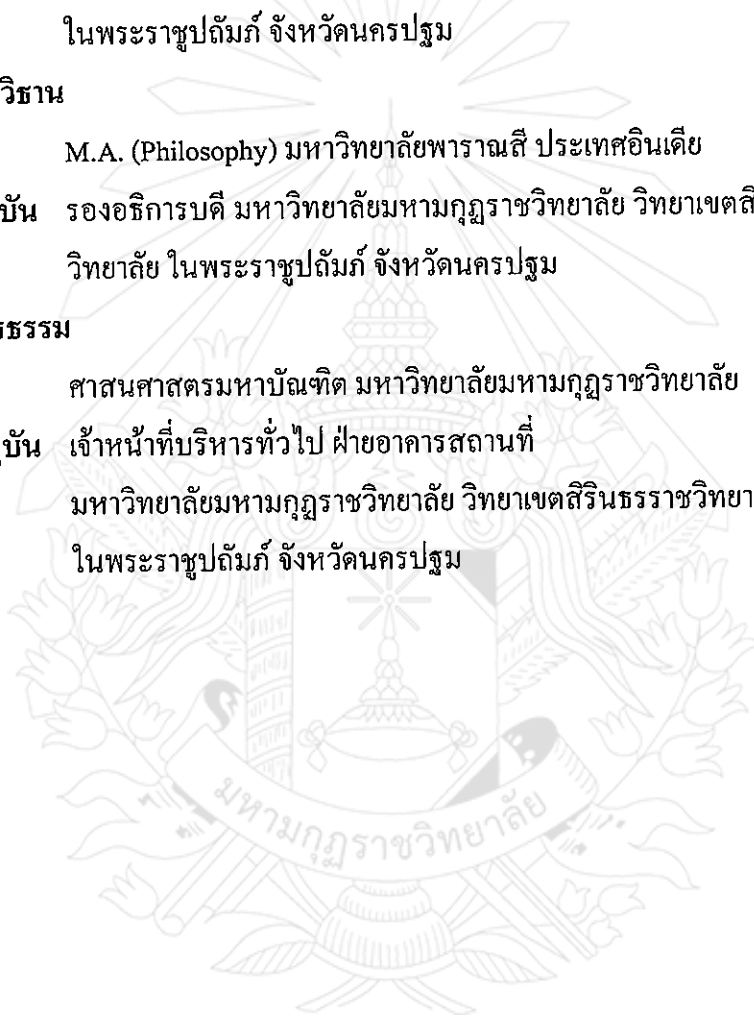 ในพระราชูปถัมภ์ จังหวัดนครปฐม
วิธาน
M.A. (Philosophy) มหาวิทยาลัยพาราณสี ประเทศอินเดีย
บัน รองอธิการบดี มหาวิทยาลัยมหามกุฏราชวิทยาลัย วิทยาเขตสิ
วิทยาลัย ในพระราชูปถัมภ์ จังหวัดนครปฐม
รธรรม
ศาสนศาสตรมหาบัณฑิต มหาวิทยาลัยมหามกุฏราชวิทยาลัย
บัน เจ้าหน้าที่บริหารทั่วไป ฝ่ายอาคารสถานที่
มหาวิทยาลัยมหามกุฏราชวิทยาลัย วิทยาเขตสิรินธรราชวิทยา
ในพระราชูปถัมภ์ จังหวัดนครปฐม
มหามกุฏราชวิทยาลัย